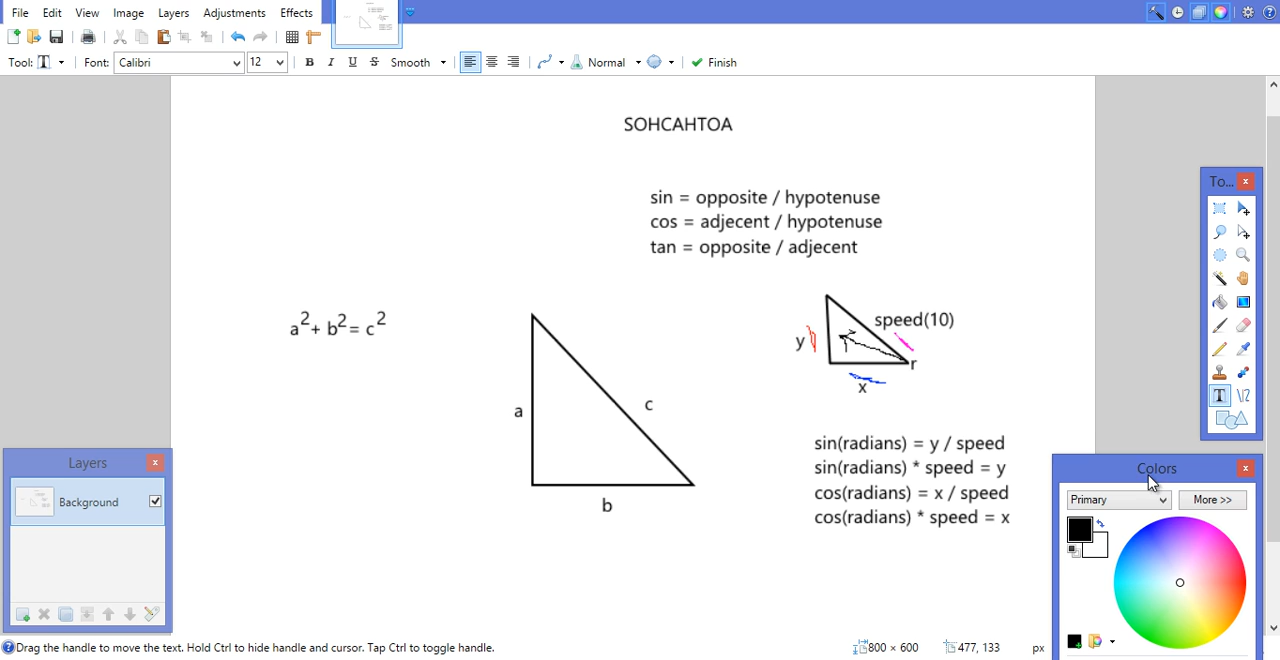 File Edit View Image Layers Adjustments Effects
Tool: T Font: Calibri 12 B I U S Smooth Normal Finish
SOHCAHTOA
To...
sin = opposite / hypotenuse
cos = adjecent / hypotenuse
tan = opposite / adjecent
a2+ b2= c2
speed(10)
y
r
x
a
c
b
sin(radians) = y / speed
sin(radians) * speed = y
cos(radians) = x / speed
cos(radians) * speed = x
Layers
Background
Colors
Primary More >>
Drag the handle to move the text. Hold Ctrl to hide handle and cursor. Tap Ctrl to toggle handle. 800 × 600 477, 133 px